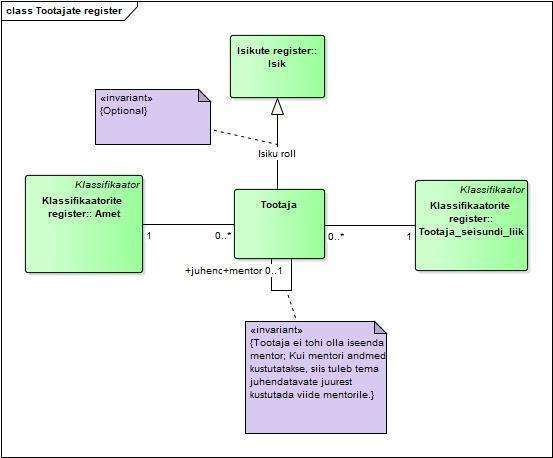 class Tootajate register
Isikute register::
Isik
«invariant»
{Optional}
Isiku roll
Klassifikaator
Klassifikaatorite
register:: Amet
Tootaja
Klassifikaator
Klassifikaatorite
register::
Tootaja_seisundi_liik
1
0..*
0..*
1
+juhenc+mentor 0..1
«invariant»
{Tootaja ei tohi olla iseenda
mentor; Kui mentori andmed
kustutatakse, siis tuleb tema
juhendatavate juurest
kustutada viide mentorile.}